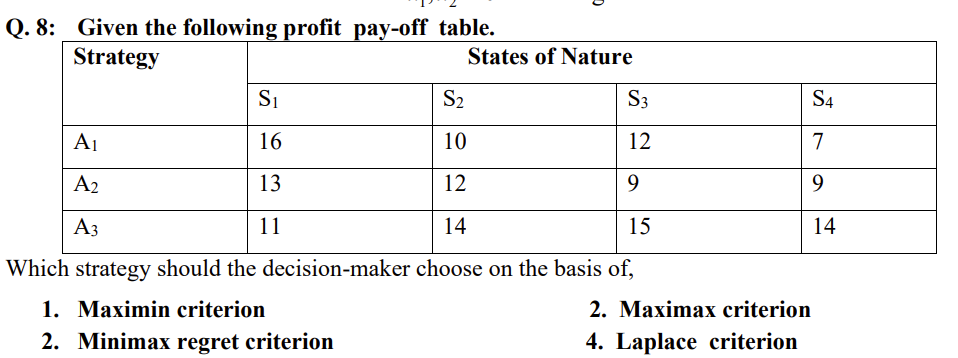 Q. 8: Given the following profit pay-off table.
Strategy States of Nature
S1 S2 S3 S4
A1 16 10 12 7
A2 13 12 9 9
A3 11 14 15 14
Which strategy should the decision-maker choose on the basis of,
1. Maximin criterion 2. Maximax criterion
2. Minimax regret criterion 4. Laplace criterion